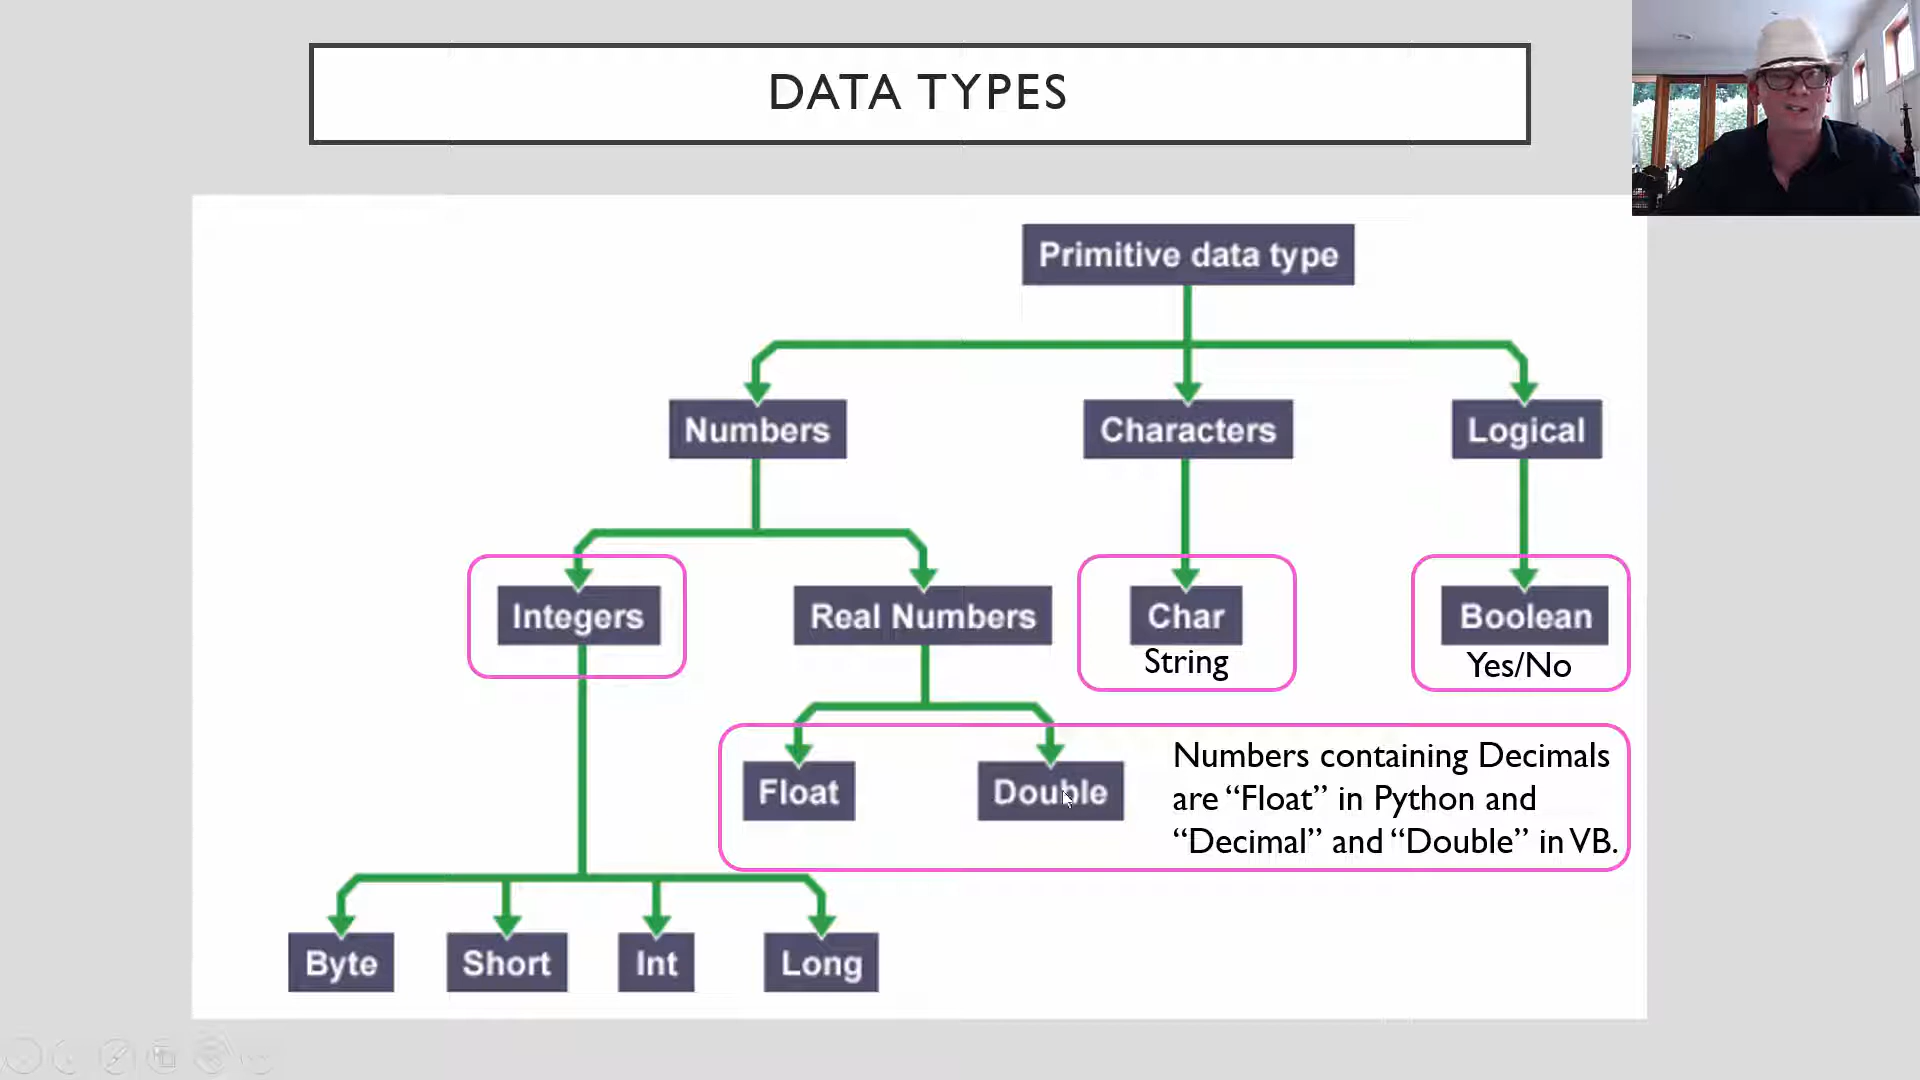 DATA TYPES
Primitive data type
Numbers
Characters
Logical
Integers
Real Numbers
Char
Boolean
String
Yes/No
Float
Double
Numbers containing Decimals
are “Float” in Python and
“Decimal” and “Double” in VB.
Byte
Short
Int
Long